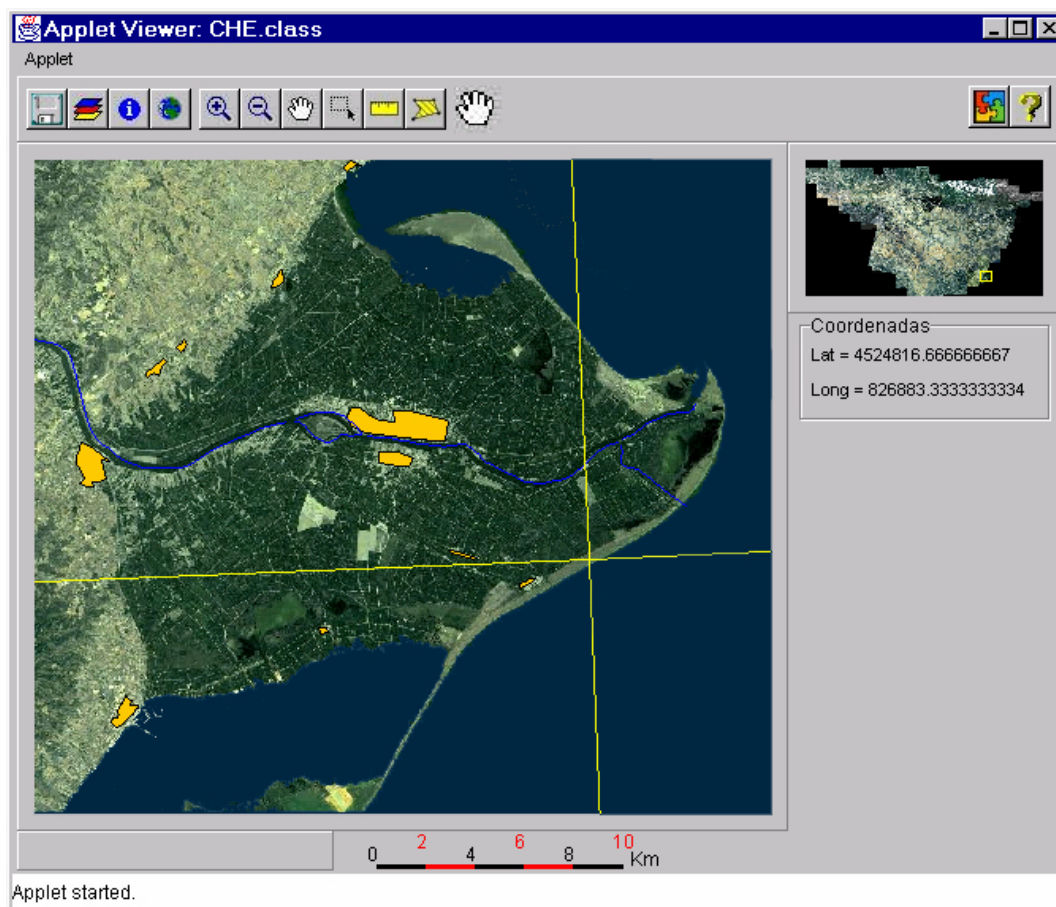 Applet Viewer: CHE.class
Applet
Coordenadas
Lat = 4524816.666666667
Long = 826883.3333333334
0 2 4 6 8 10 Km
Applet started.